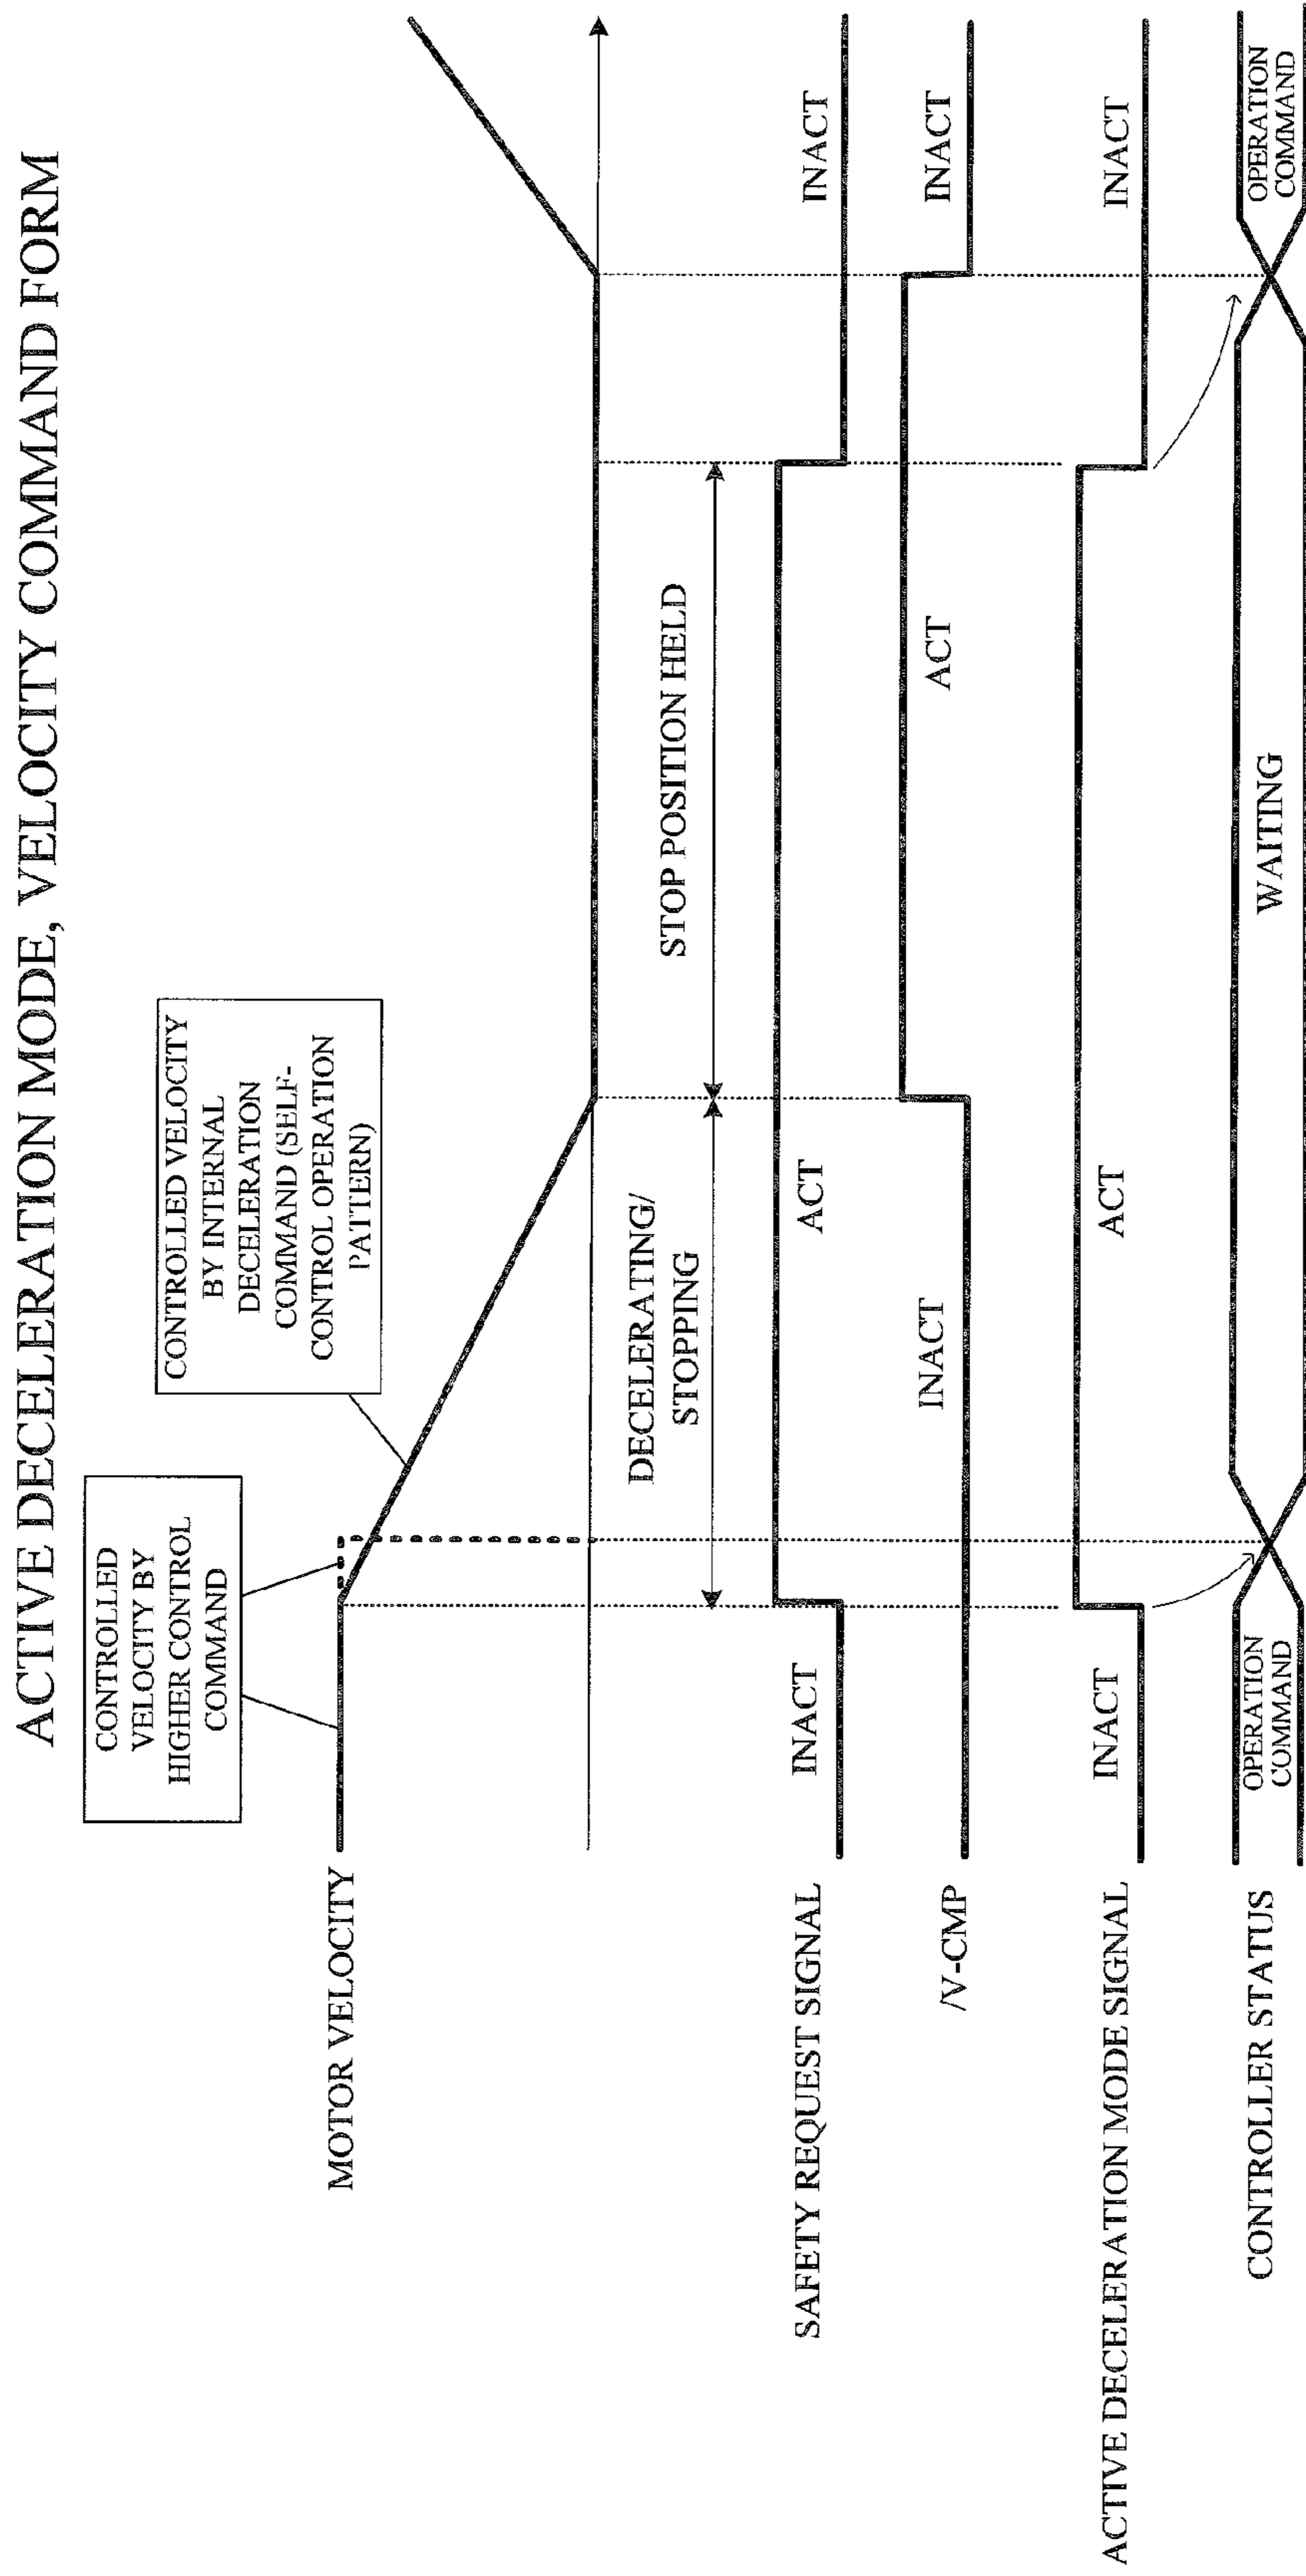 ACTIVE DECELERATION MODE, VELOCITY COMMAND FORM
CONTROLLED
VELOCITY BY
HIGHER CONTROL
COMMAND
CONTROLLED VELOCITY
BY INTERNAL
DECELERATION
COMMAND (SELF-
CONTROL OPERATION
PATTERN)
MOTOR VELOCITY
DECELERATING/
STOPPING
STOP POSITION HELD
SAFETY REQUEST SIGNAL
INACT
ACT
INACT
/V-CMP
INACT
ACT
INACT
ACTIVE DECELERATION MODE SIGNAL
INACT
ACT
INACT
CONTROLLER STATUS
OPERATION
COMMAND
WAITING
OPERATION
COMMAND